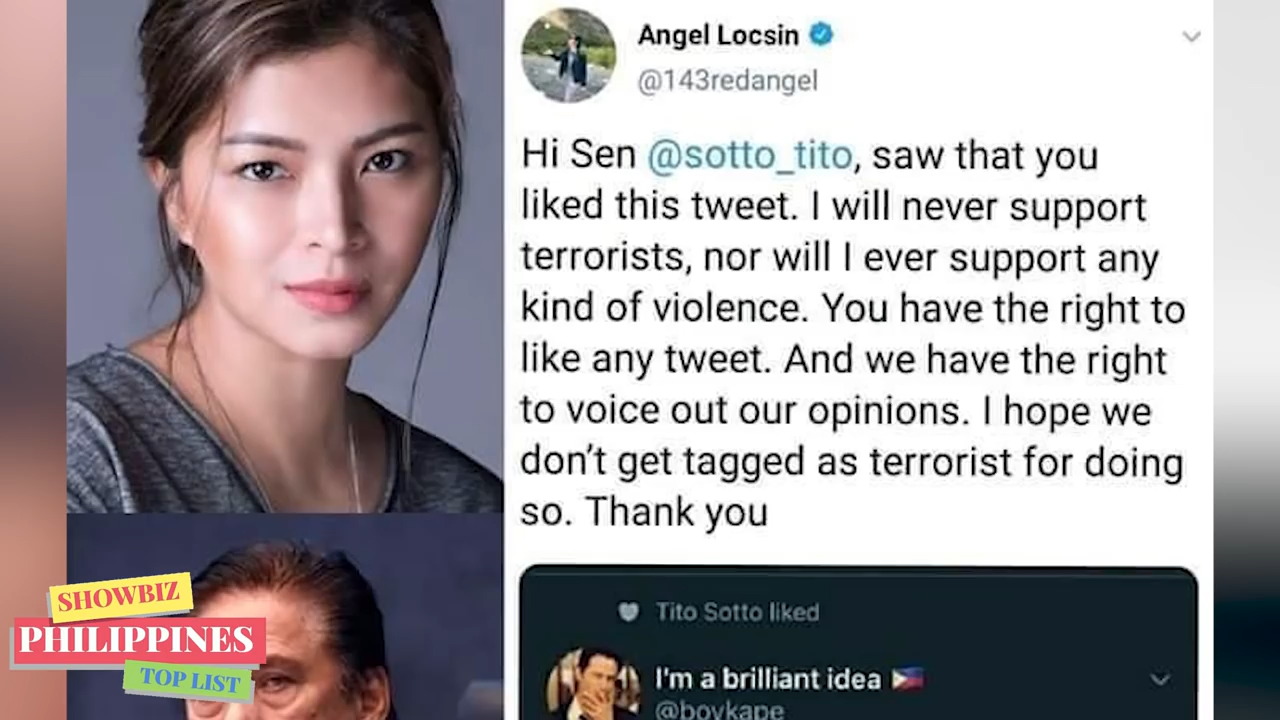 Angel Locsin
@143redangel
Hi Sen @sotto_tito, saw that you
liked this tweet. I will never support
terrorists, nor will I ever support any
kind of violence. You have the right to
like any tweet. And we have the right
to voice out our opinions. I hope we
don't get tagged as terrorist for doing
so. Thank you
Tito Sotto liked
I'm a brilliant idea 🇵🇭
@boykape
SHOWBIZ
PHILIPPINES
TOP LIST